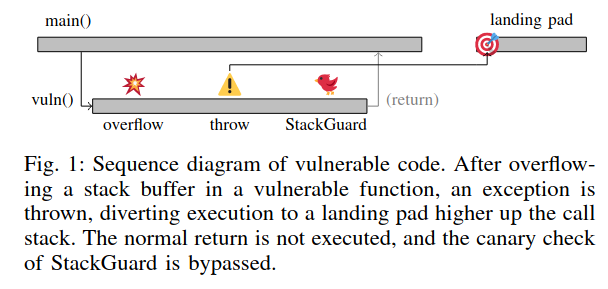 main()
landing pad
vuln()
(return)
overflow
throw
StackGuard
Fig. 1: Sequence diagram of vulnerable code. After overflow-
ing a stack buffer in a vulnerable function, an exception is
thrown, diverting execution to a landing pad higher up the call
stack. The normal return is not executed, and the canary check
of StackGuard is bypassed.